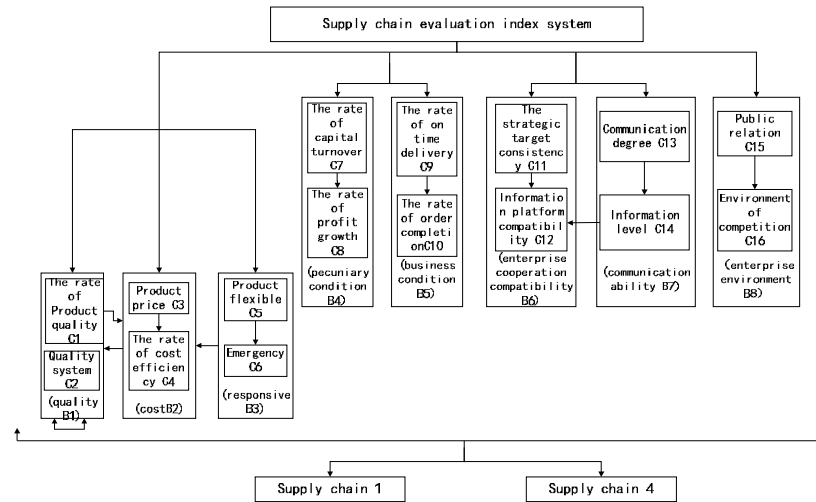 Supply chain evaluation index system
The rate
of
capital
turnover
C7
The rate
of
profit
growth
C8
(pecuniary
condition
B4)
The
rate of on
time
delivery
C9
The rate
of order
comple
tionC10
(business
condition
B5)
The
strategic
target
consistenc
y C11
Informatio
n platform
compatibil
ity C12
(enterprise
cooperation
compatibility
B6)
Communication
degree C13
Information
level C14
(communication
ability B7)
Public
relation
C15
Environment
of
competition
C16
(enterprise
environment
B8)
The rate
of
Product
quality
C1
Quality
system
C2
(quality
B1)
Product
price C3
The rate
of cost
efficie
ncy C4
(costB2)
Product
flexible
C5
Emergency
C6
(responsive
B3)
Supply chain 1
Supply chain 4